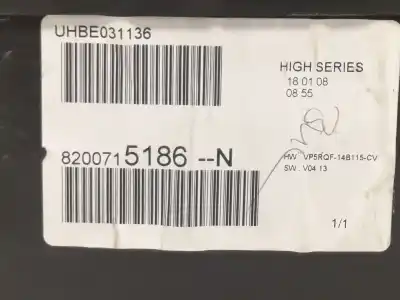 UHBE031136
HIGH SERIES
18 01 08
08 55
8200715186 --N
HW VP5RQF-14B115-CV
SW V04 13
1/1